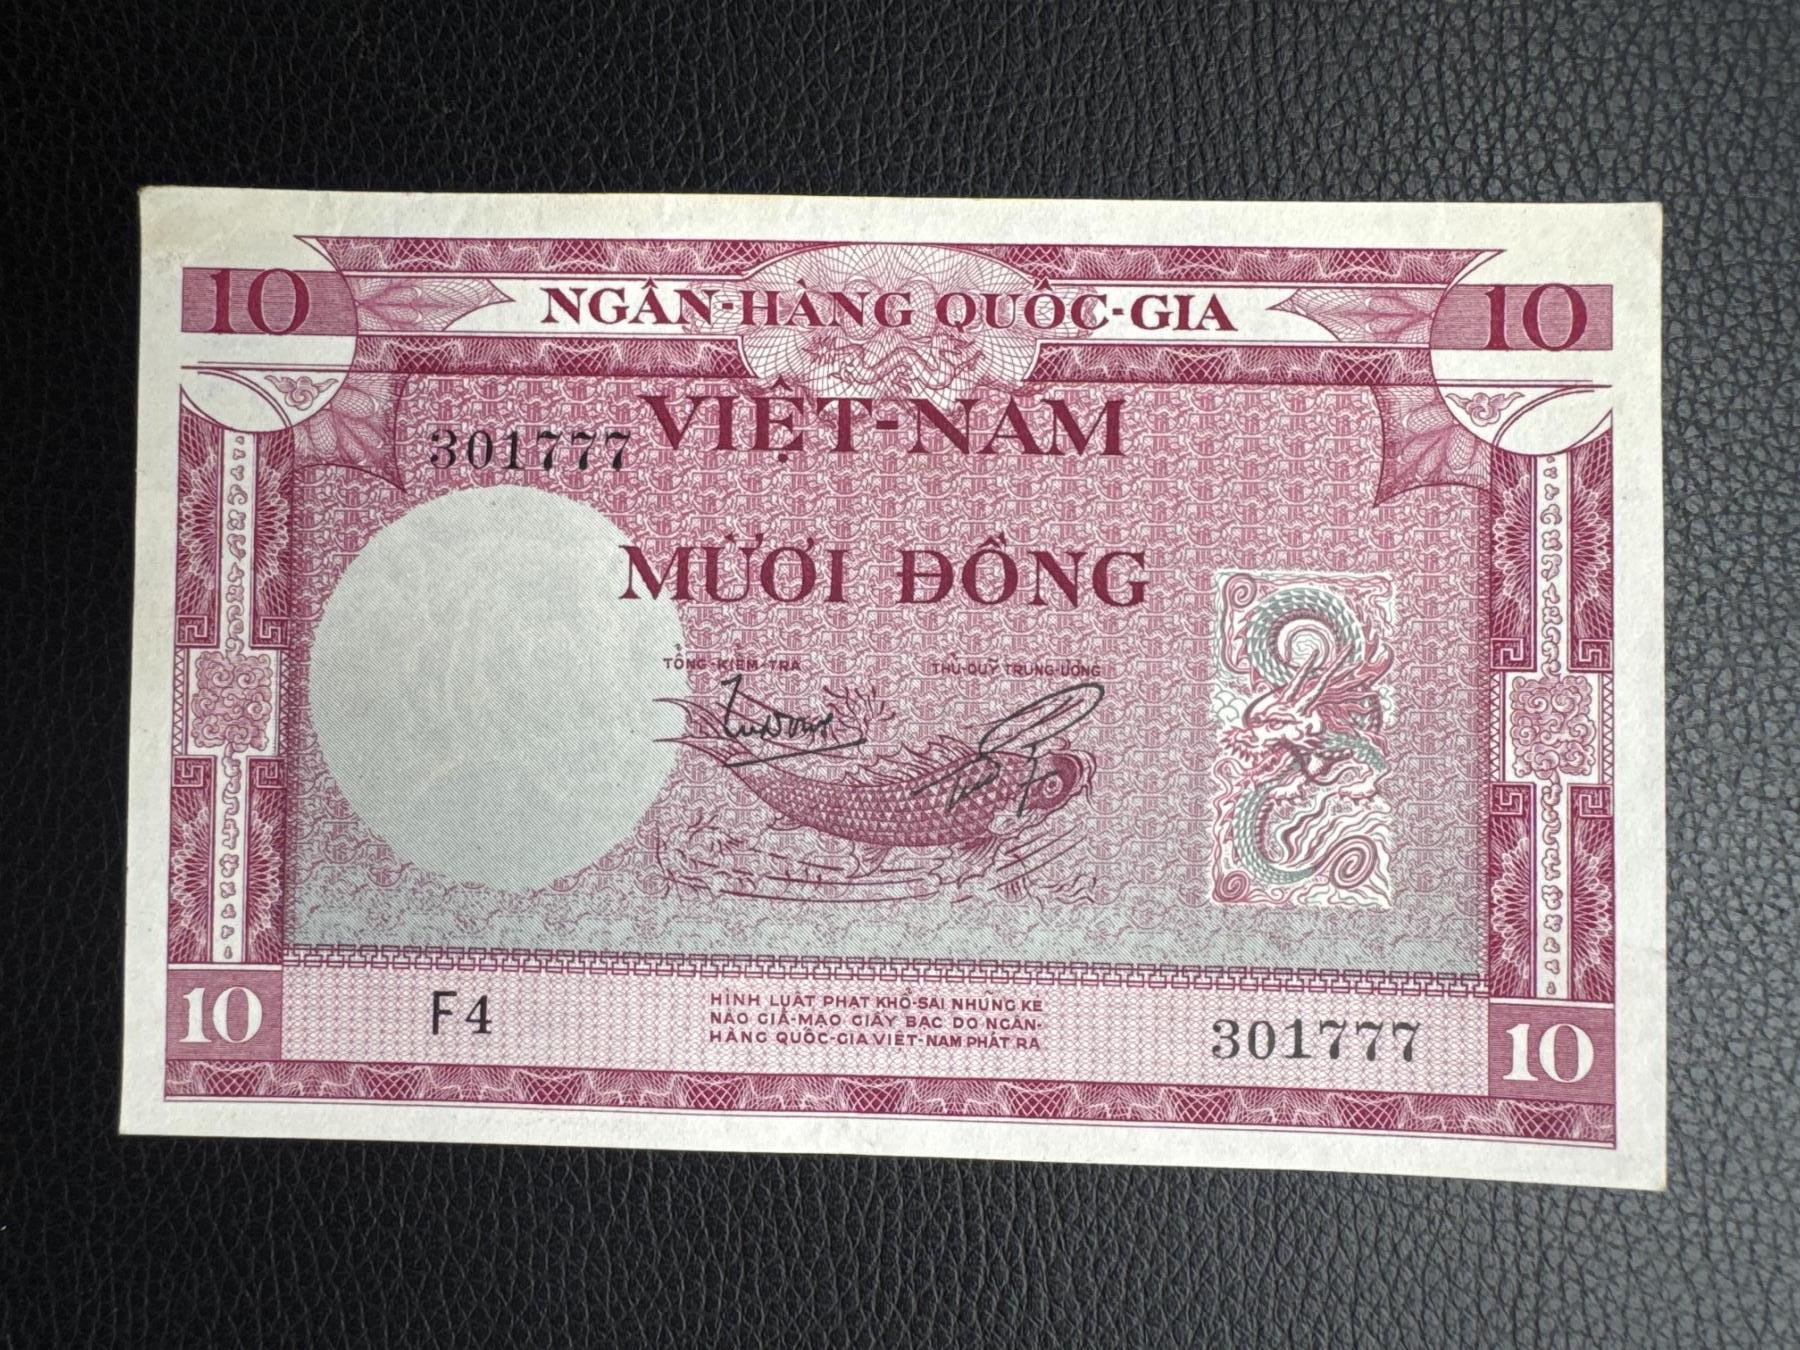 10 NGÂN-HÀNG QUỐC-GIA 10
VIỆT-NAM
301777
MƯỜI ĐỒNG
TỔNG-KIỂM-TRA THỦ-QUỸ TRUNG-ƯƠNG
10 F4 301777 10
HÌNH LUẬT PHẠT KHỔ-SAI NHỮNG KẺ
NÀO GIẢ-MẠO GIẤY BẠC DO NGÂN-
HÀNG QUỐC-GIA VIỆT-NAM PHÁT RA